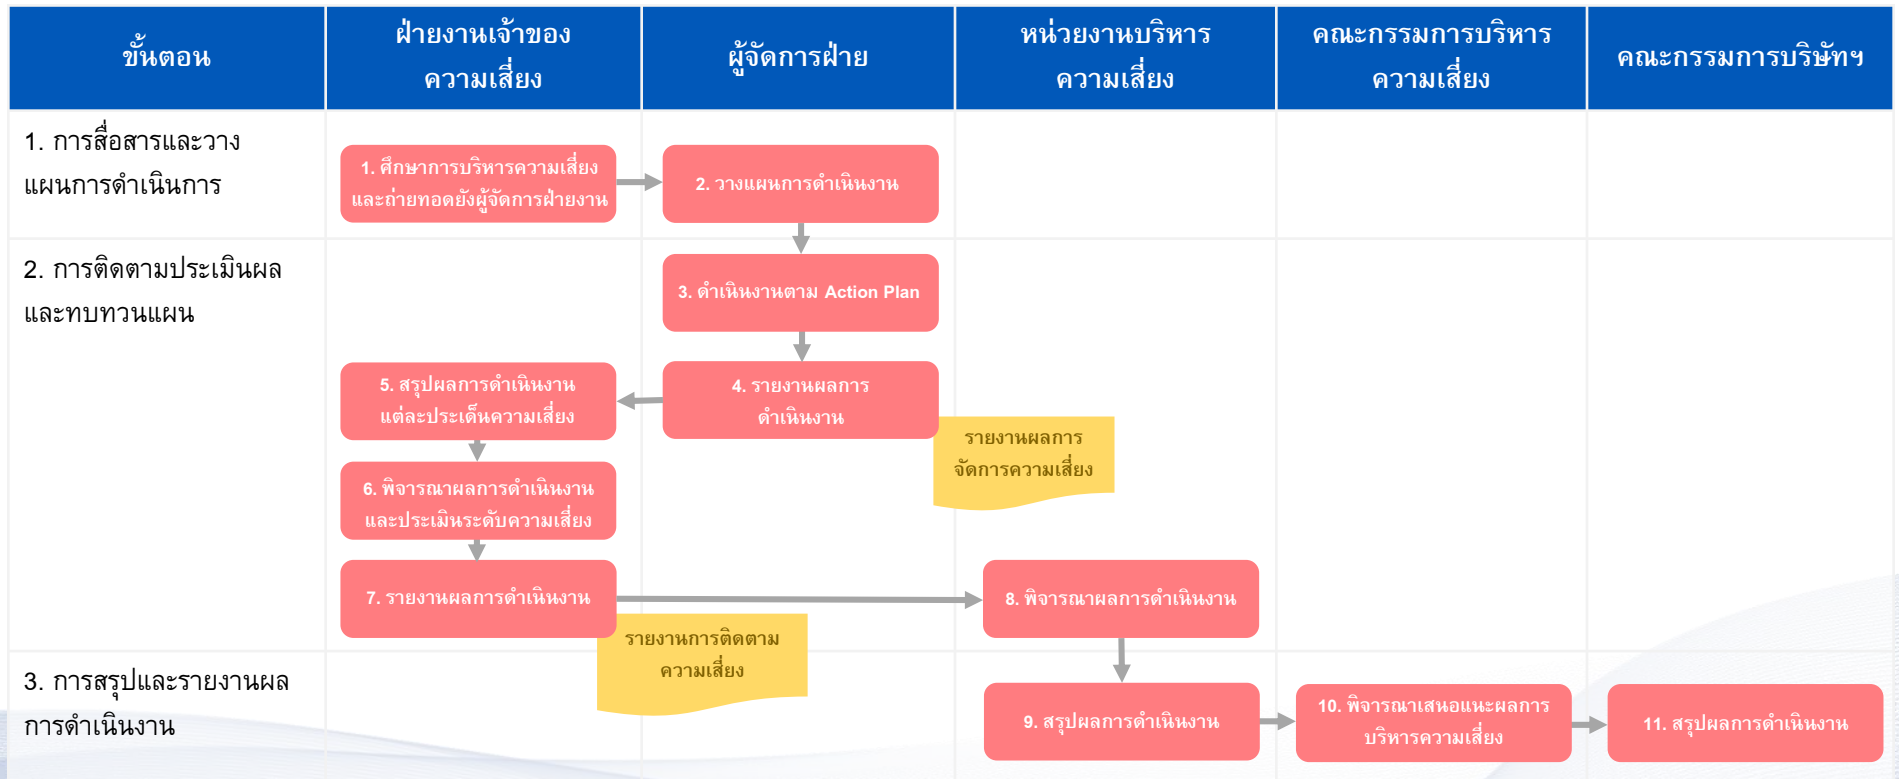 ขั้นตอน
ฝ่ายงานเจ้าของ
ความเสี่ยง
ผู้จัดการฝ่าย
หน่วยงานบริหาร
ความเสี่ยง
คณะกรรมการบริหาร
ความเสี่ยง
คณะกรรมการบริษัทฯ
1. การสื่อสารและวาง
แผนการดำเนินการ
1. ศึกษาการบริหารความเสี่ยง
และถ่ายทอดยังผู้จัดการฝ่ายงาน
2. วางแผนการดำเนินงาน
2. การติดตามประเมินผล
และทบทวนแผน
3. ดำเนินงานตาม Action Plan
4. รายงานผลการ
ดำเนินงาน
รายงานผลการ
จัดการความเสี่ยง
5. สรุปผลการดำเนินงาน
แต่ละประเด็นความเสี่ยง
6. พิจารณาผลการดำเนินงาน
และประเมินระดับความเสี่ยง
7. รายงานผลการดำเนินงาน
รายงานการติดตาม
ความเสี่ยง
8. พิจารณาผลการดำเนินงาน
3. การสรุปและรายงานผล
การดำเนินงาน
9. สรุปผลการดำเนินงาน
10. พิจารณาเสนอแนะผลการ
บริหารความเสี่ยง
11. สรุปผลการดำเนินงาน